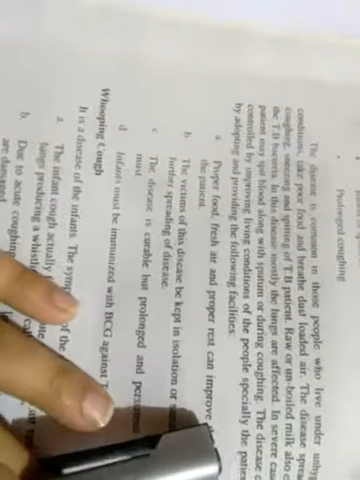 Prolonged coughing
The disease is common in those people who live under unhyg
conditions, take poor food and breathe dust loaded air. The disease sprea
coughing, sneezing and spitting of T.B patient. Raw or un-boiled milk also c
the T.B bacteria. In this disease mostly the lungs are affected. In severe case
patient may spit blood along with sputum or during coughing. The disease c
controlled by improving living conditions of the people specially the patien
by adopting and providing the following facilities:
a. Proper food, fresh air and proper rest can improve th
the patient.
b The victims of this disease be kept in isolation or
further spreading of disease.
c The disease is curable but prolonged and
must
d Infants must be immunized with BCG against T
Whooping Cough
It is a disease of the infants. The symp of the
a. The infant cough actually
lungs producing a whistl
b. Due to acute coughin
are damaged